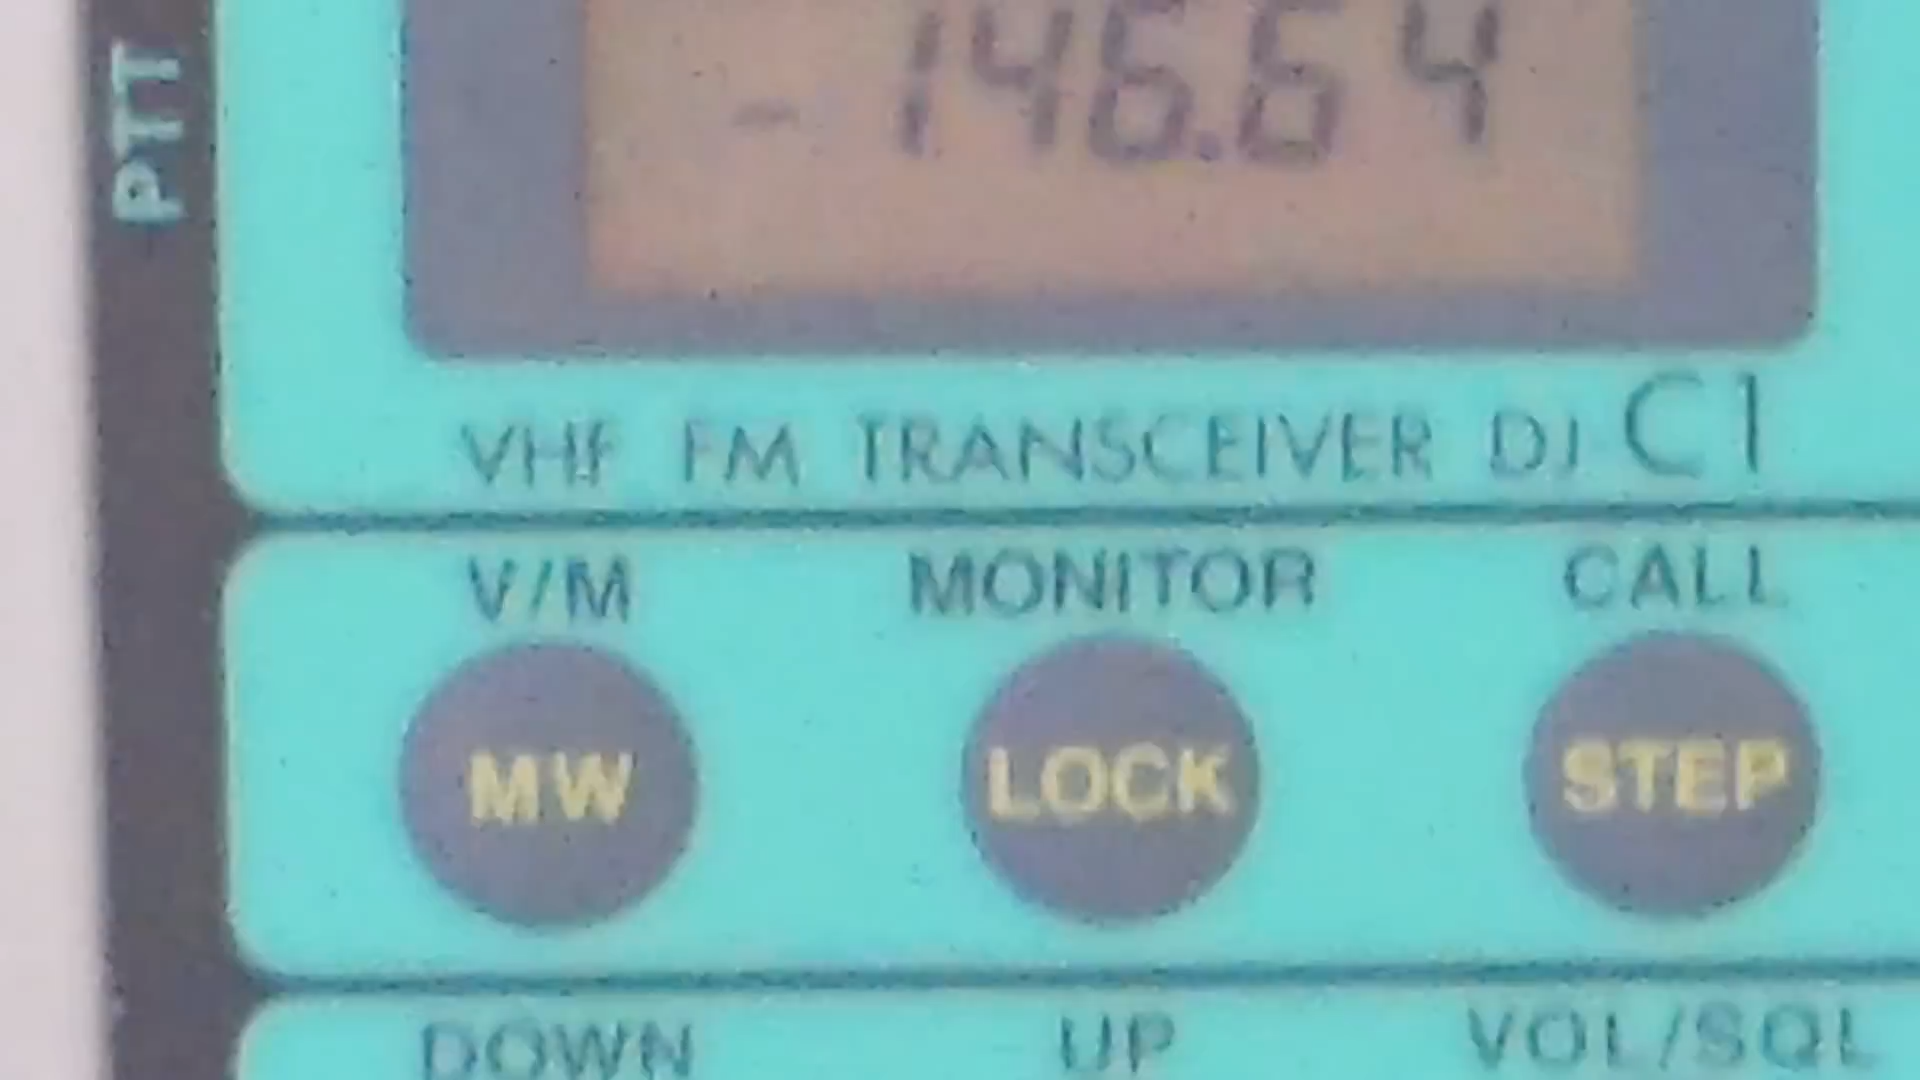 PTT
-146.64
VHF FM TRANSCEIVER DJ C1
V/M MONITOR CALL
MW LOCK STEP
DOWN UP VOL/SQL